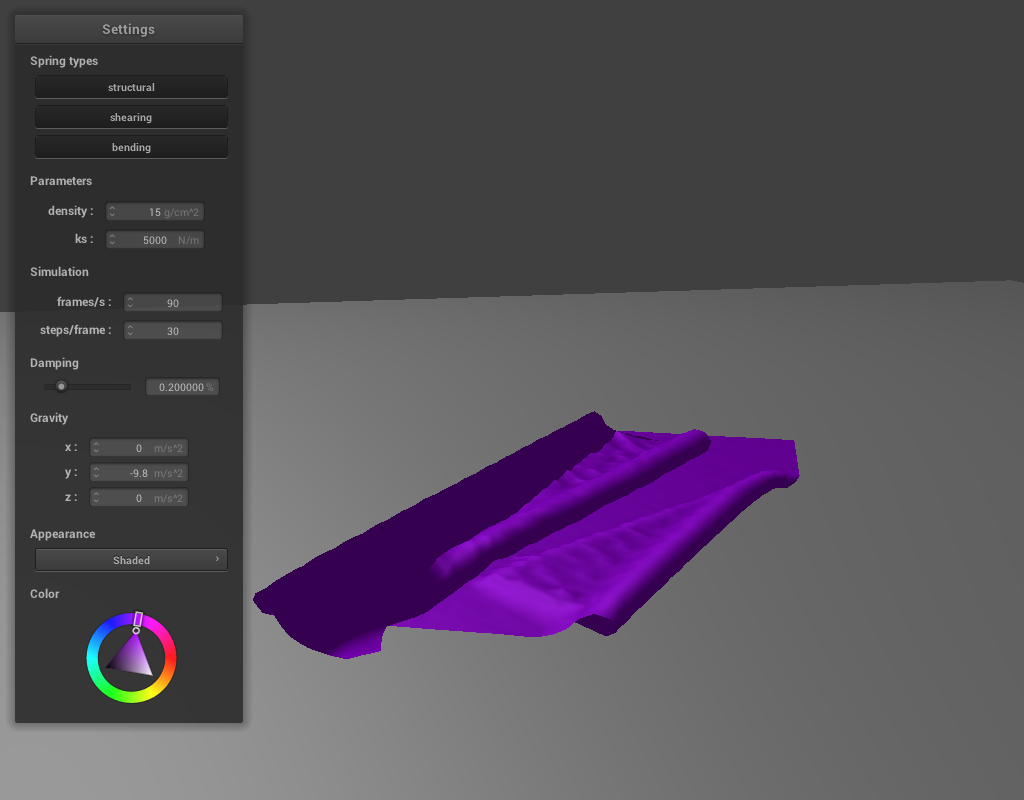 Settings
Spring types
structural
shearing
bending
Parameters
density : 15 g/cm^2
ks : 5000 N/m
Simulation
frames/s : 90
steps/frame : 30
Damping
0.200000 %
Gravity
x : 0 m/s^2
y : -9.8 m/s^2
z : 0 m/s^2
Appearance
Shaded
Color